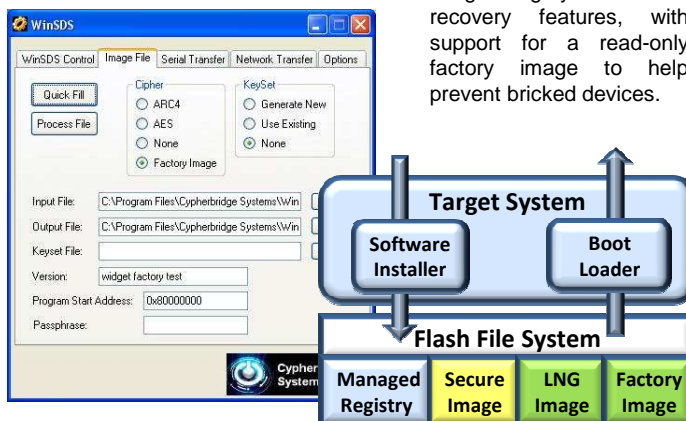 recovery features, with
support for a read-only
factory image to help
prevent bricked devices.
WinSDS
WinSDS Control Image File Serial Transfer Network Transfer Options
Quick Fill
Process File
Cipher
ARC4
AES
None
Factory Image
KeySet
Generate New
Use Existing
None
Input File: C:\Program Files\Cypherbridge Systems\Win
Output File: C:\Program Files\Cypherbridge Systems\Win
Keyset File:
Version: widget factory test
Program Start Address: 0x80000000
Passphrase:
Cypher
System
Target System
Software
Installer
Boot
Loader
Flash File System
Managed
Registry
Secure
Image
LNG
Image
Factory
Image